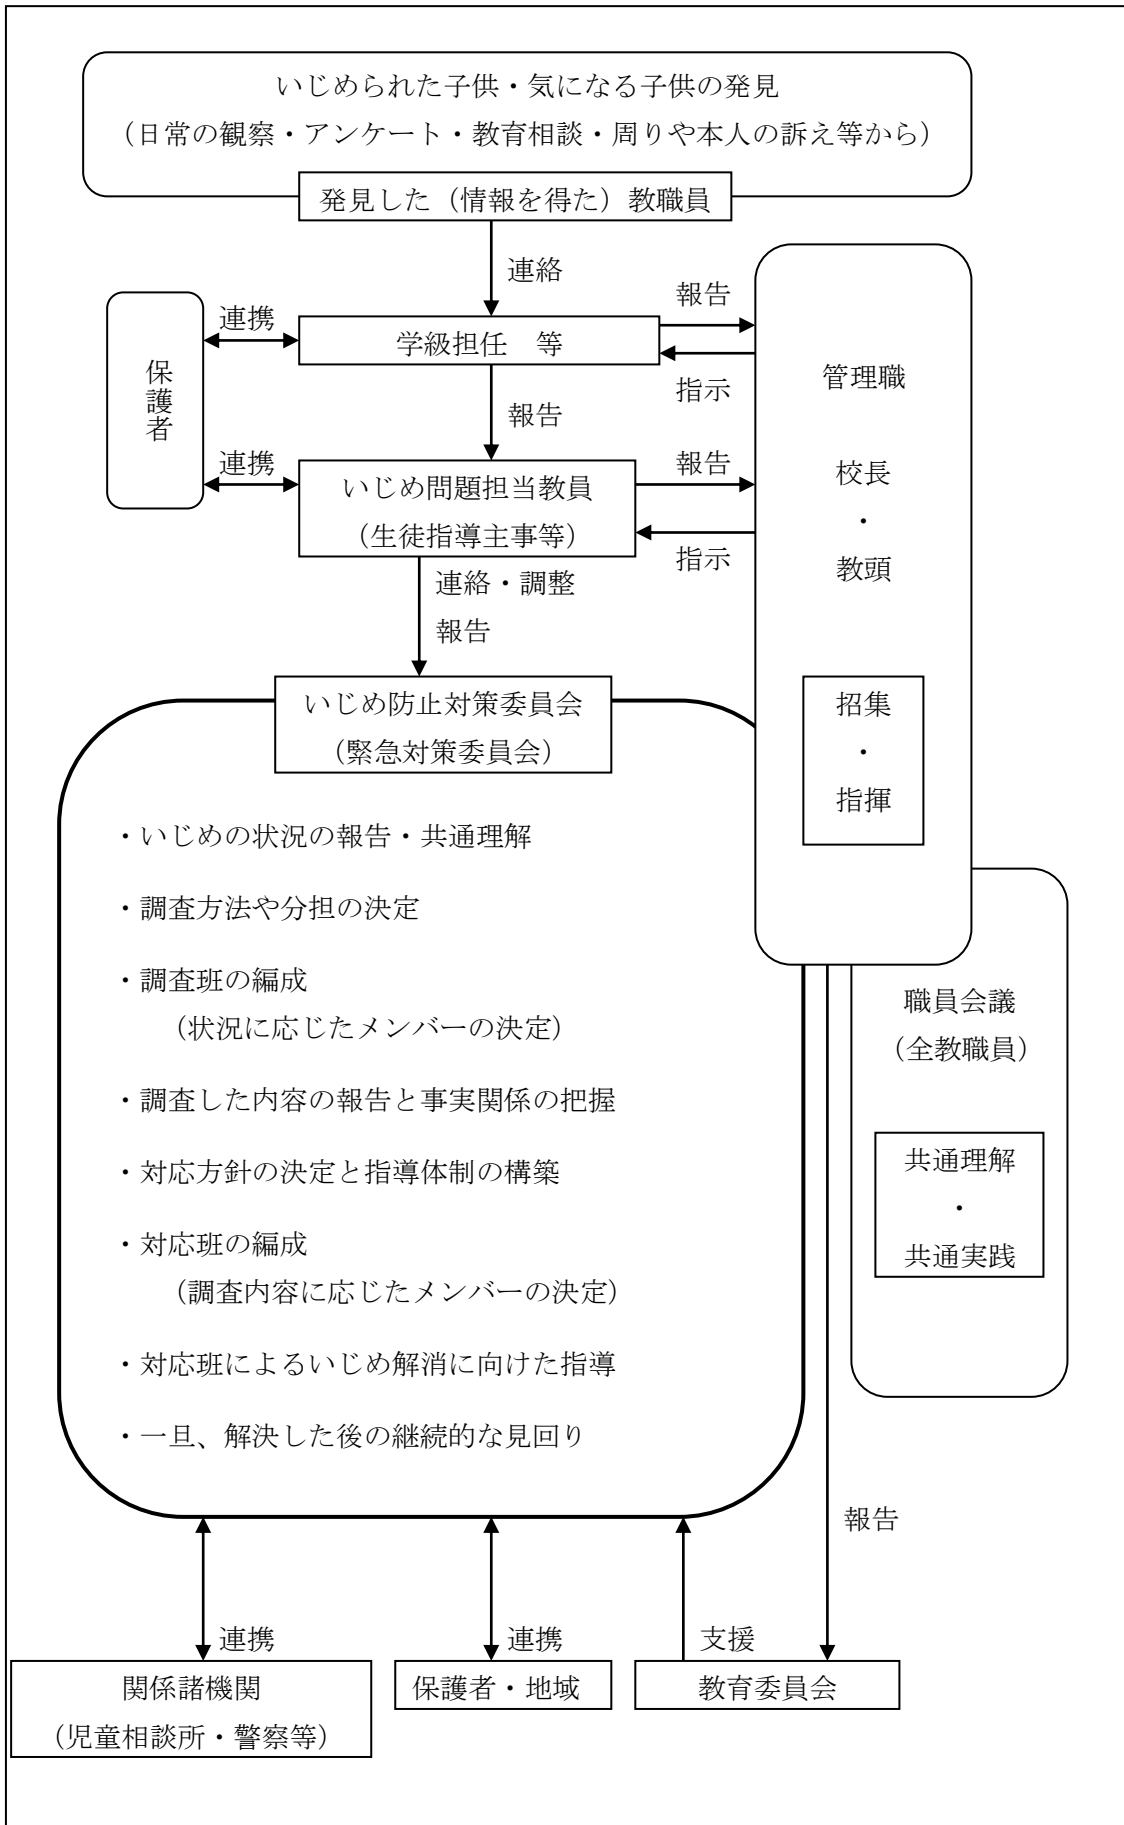 いじめられた子供・気になる子供の発見
（日常の観察・アンケート・教育相談・周りや本人の訴え等から）
発見した（情報を得た）教職員
連絡
報告
連携
学級担任　等
指示
保護者
管理職
報告
連携
報告
いじめ問題担当教員
（生徒指導主事等）
指示
校長
・
教頭
連絡・調整
報告
いじめ防止対策委員会
（緊急対策委員会）
招集
・
指揮
・いじめの状況の報告・共通理解
・調査方法や分担の決定
・調査班の編成
（状況に応じたメンバーの決定）
・調査した内容の報告と事実関係の把握
・対応方針の決定と指導体制の構築
・対応班の編成
（調査内容に応じたメンバーの決定）
・対応班によるいじめ解消に向けた指導
・一旦、解決した後の継続的な見回り
職員会議
（全教職員）
共通理解
・
共通実践
報告
連携
連携
支援
関係諸機関
（児童相談所・警察等）
保護者・地域
教育委員会